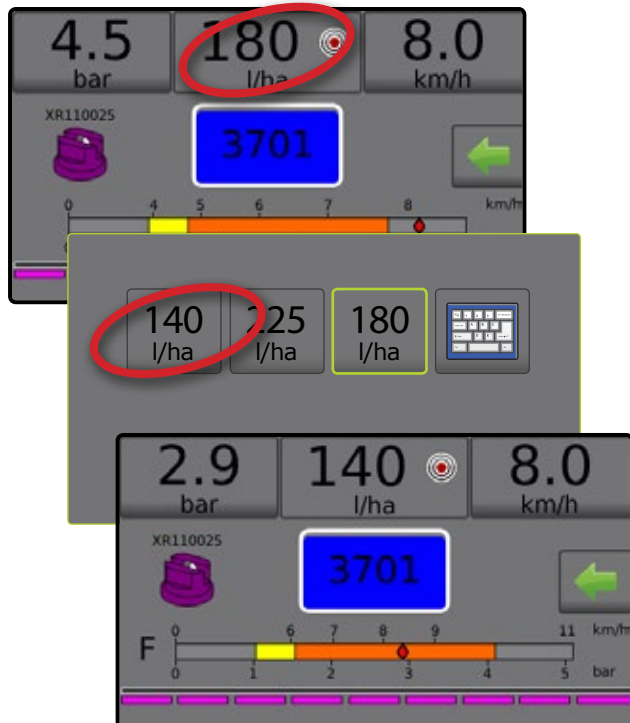 4.5 180 8.0
bar l/ha km/h
XR110025
3701
0 4 5 6 7 8 km/h
140 225 180
l/ha l/ha l/ha
2.9 140 8.0
bar l/ha km/h
XR110025
3701
0 6 7 8 9 11 km/h
F
0 1 2 3 4 5 bar